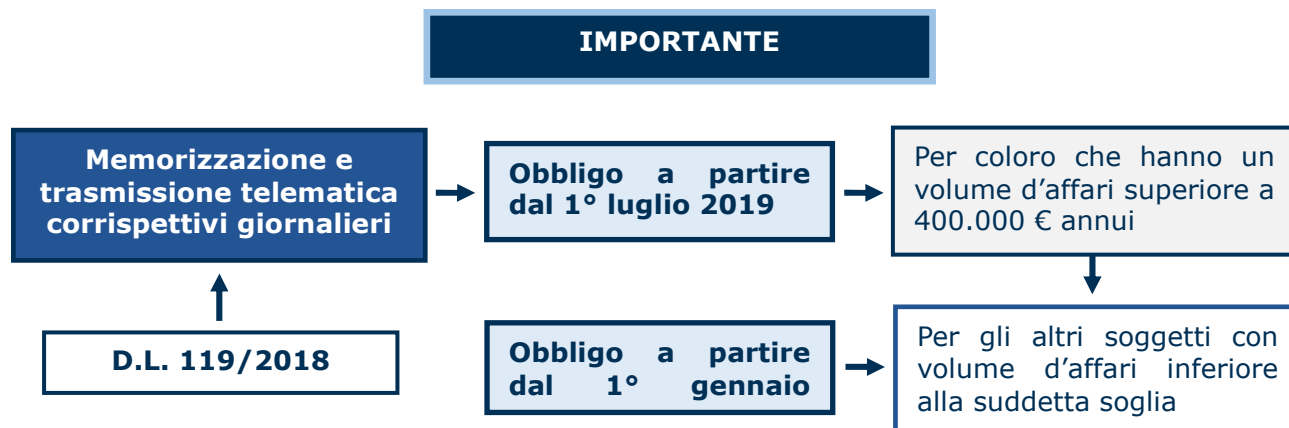 IMPORTANTE
Memorizzazione e
trasmissione telematica
corrispettivi giornalieri
Obbligo a partire
dal 1° luglio 2019
Per coloro che hanno un
volume d'affari superiore a
400.000 € annui
D.L. 119/2018
Obbligo a partire
dal 1° gennaio
Per gli altri soggetti con
volume d'affari inferiore
alla suddetta soglia